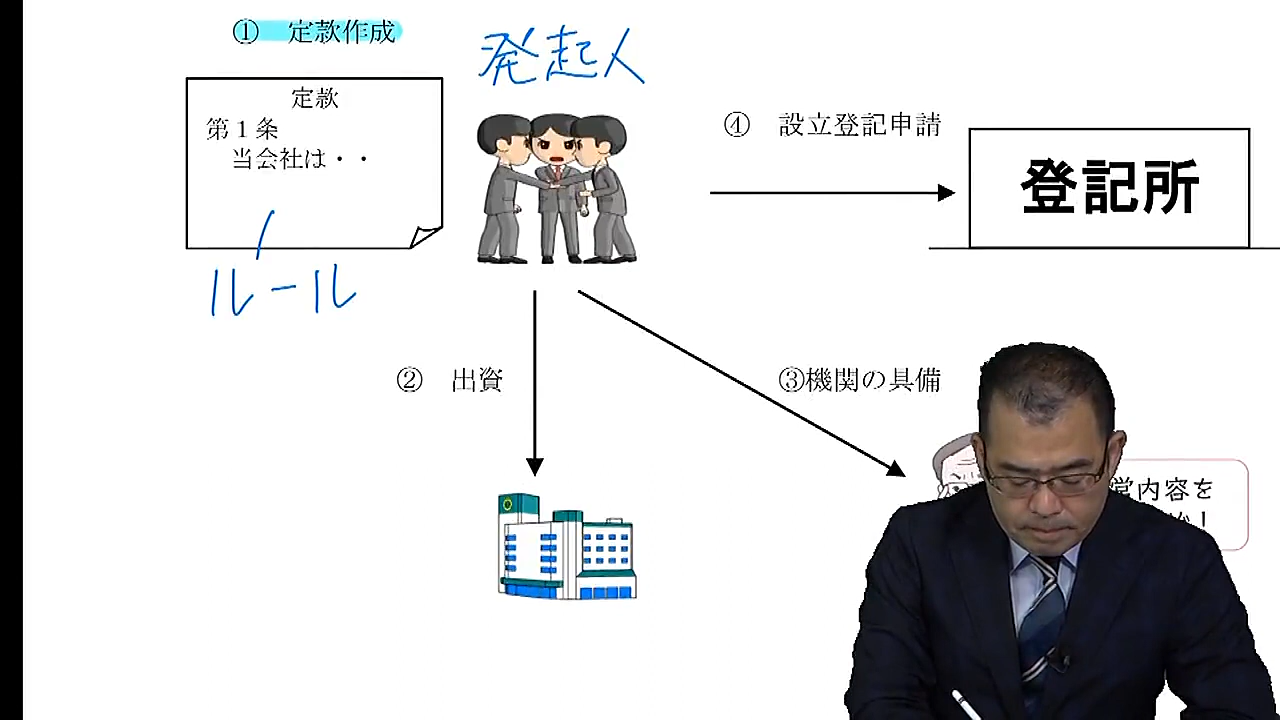 ① 定款作成
発起人
定款
第１条
当会社は・・
ルール
④ 設立登記申請
登記所
② 出資
③機関の具備
営内容を
！